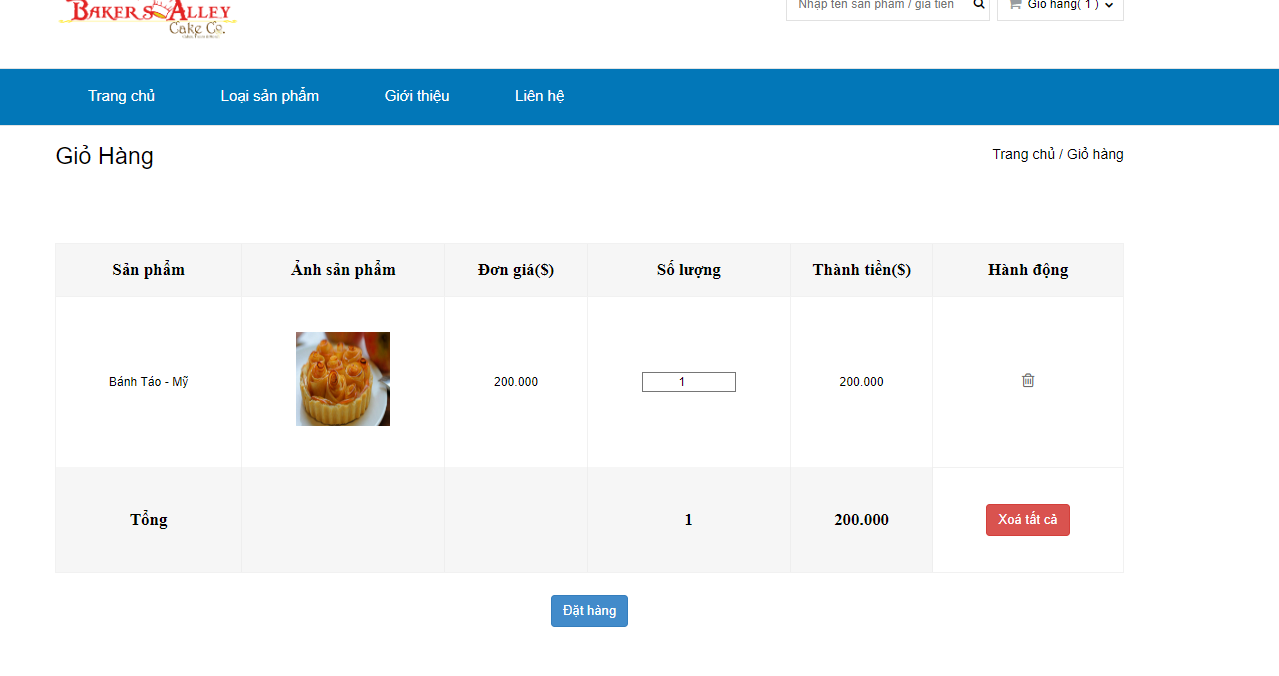 BAKER'S ALLEY
Cake Co.
Nhập tên sản phẩm / giá tiền
Giỏ hàng( 1 )
Trang chủ Loại sản phẩm Giới thiệu Liên hệ
Giỏ Hàng
Trang chủ / Giỏ hàng
Sản phẩm Ảnh sản phẩm Đơn giá($) Số lượng Thành tiền($) Hành động
Bánh Táo - Mỹ 200.000 1 200.000
Tổng 1 200.000 Xoá tất cả
Đặt hàng